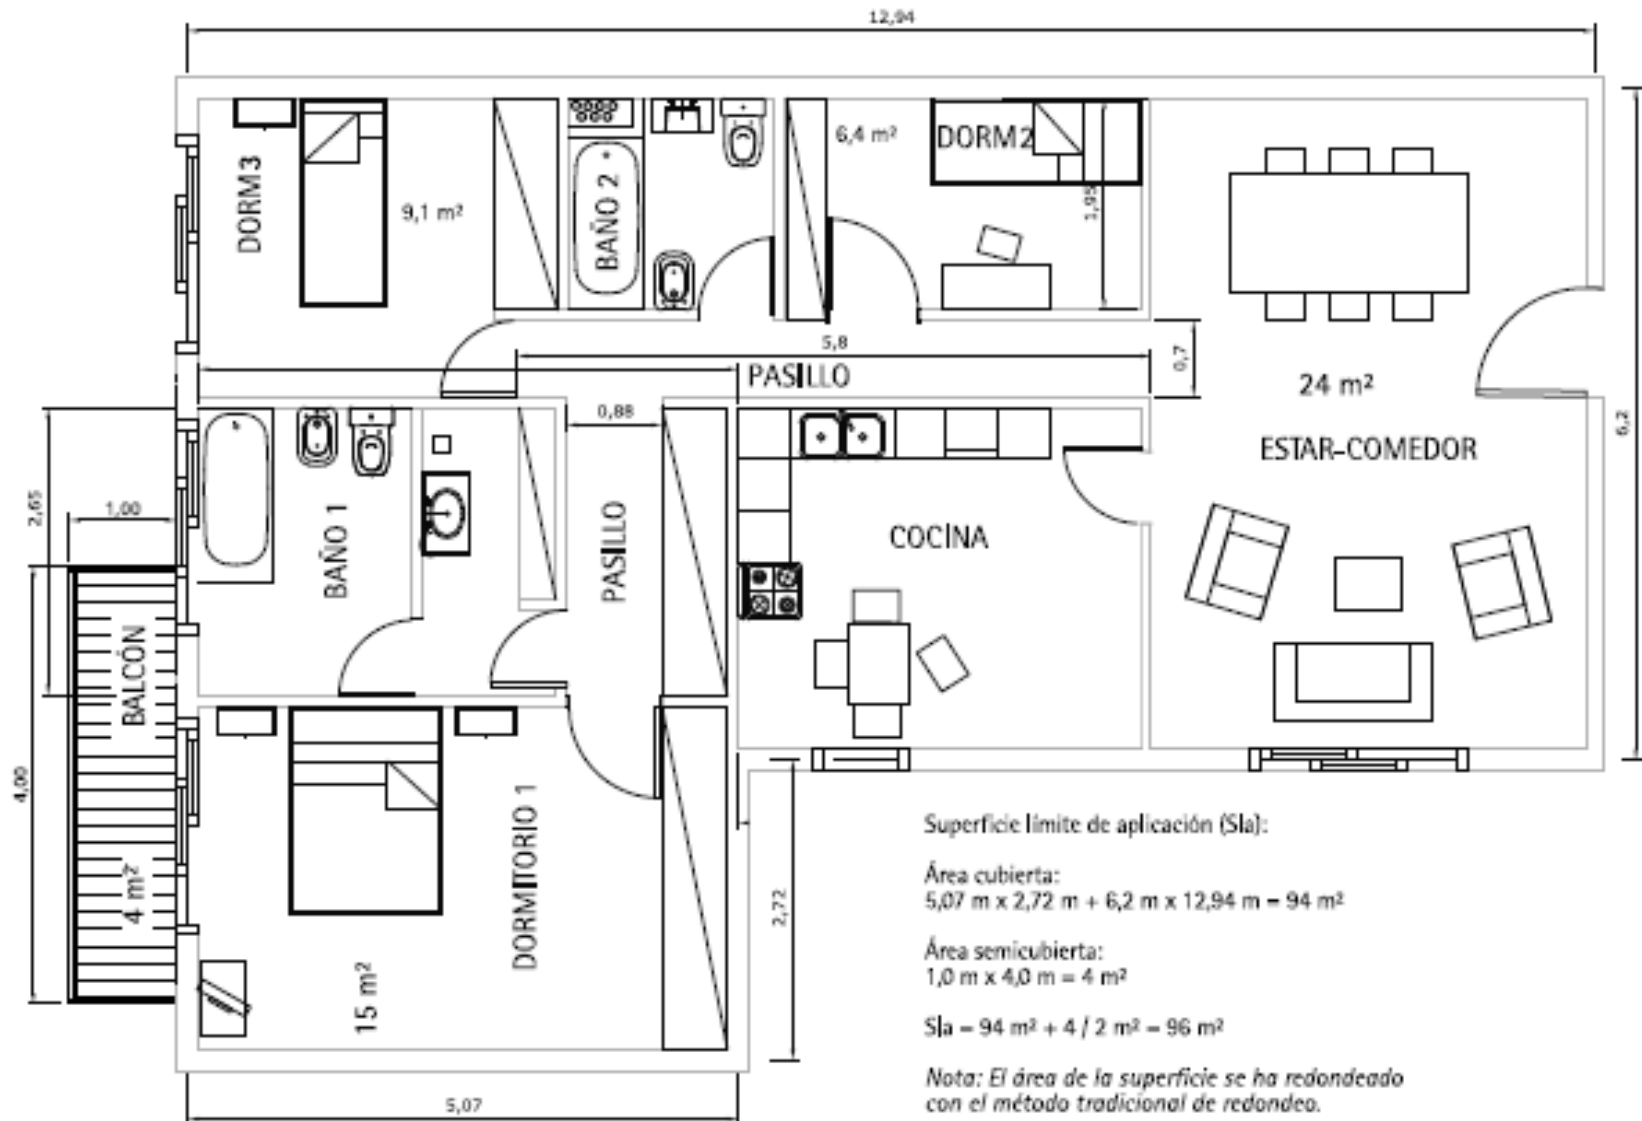 12,94
DORM3
9,1 m²
BAÑO 2
6,4 m²
DORM2
1,95
5,8
PASILLO
0,7
24 m²
ESTAR-COMEDOR
6,2
0,88
2,65
1,00
BAÑO 1
PASILLO
COCINA
BALCÓN
4 m²
4,00
DORMITORIO 1
15 m²
2,72
5,07
Superficie límite de aplicación (Sla):
Área cubierta:
5,07 m x 2,72 m + 6,2 m x 12,94 m = 94 m²
Área semicubierta:
1,0 m x 4,0 m = 4 m²
Sla = 94 m² + 4 / 2 m² = 96 m²
Nota: El área de la superficie se ha redondeado
con el método tradicional de redondeo.